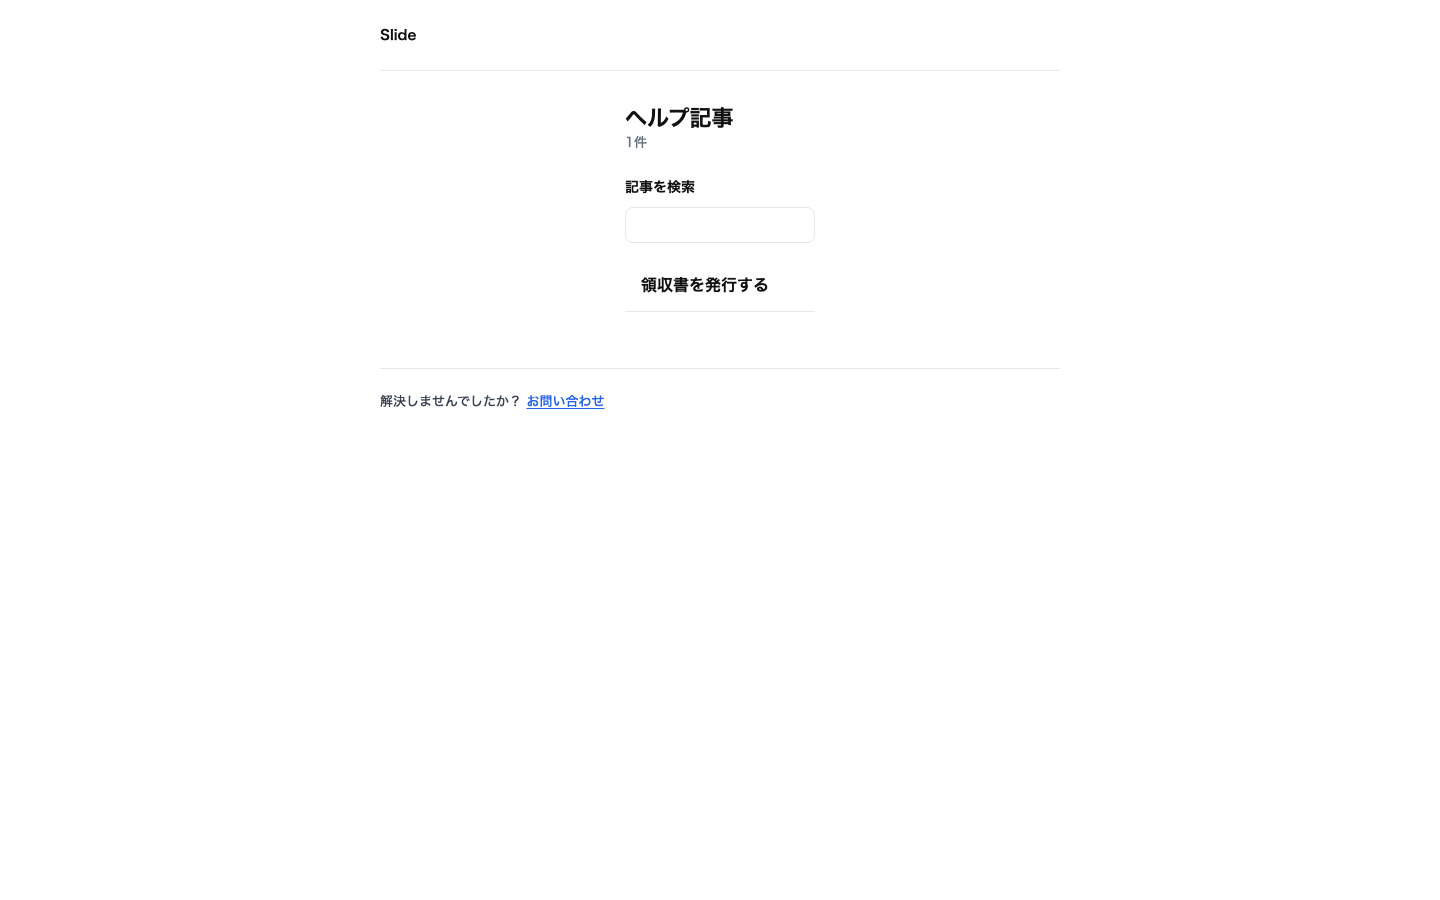 Slide
ヘルプ記事
1件
記事を検索
領収書を発行する
解決しませんでしたか？ お問い合わせ